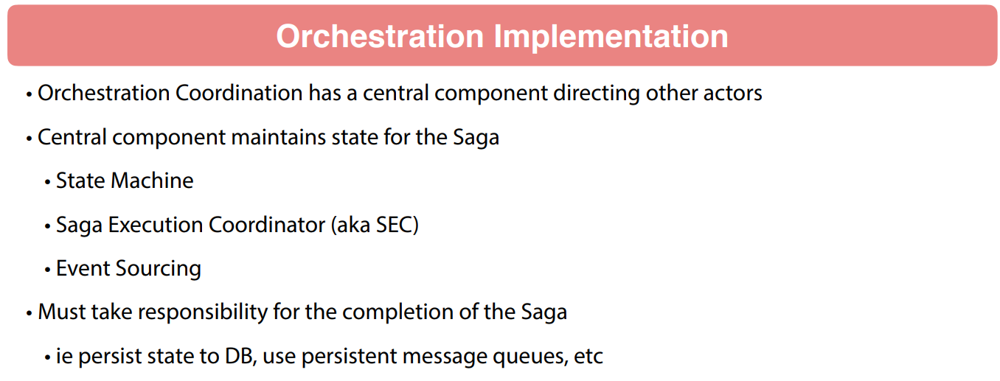 Orchestration Implementation
• Orchestration Coordination has a central component directing other actors
• Central component maintains state for the Saga
• State Machine
• Saga Execution Coordinator (aka SEC)
• Event Sourcing
• Must take responsibility for the completion of the Saga
• ie persist state to DB, use persistent message queues, etc